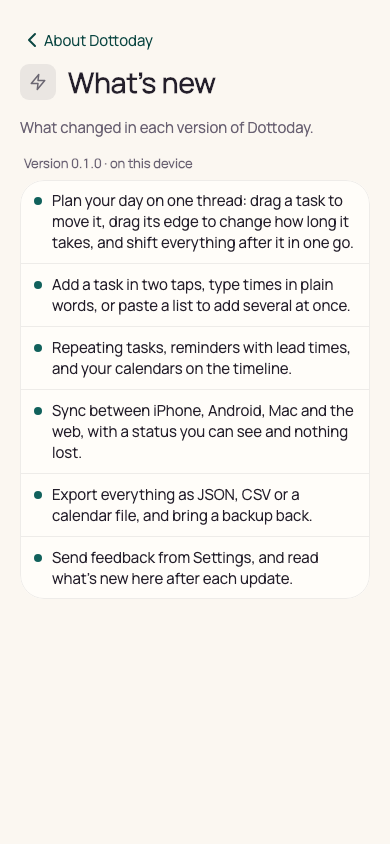 About Dottoday
What's new
What changed in each version of Dottoday.
Version 0.1.0 · on this device
Plan your day on one thread: drag a task to
move it, drag its edge to change how long it
takes, and shift everything after it in one go.
Add a task in two taps, type times in plain
words, or paste a list to add several at once.
Repeating tasks, reminders with lead times,
and your calendars on the timeline.
Sync between iPhone, Android, Mac and the
web, with a status you can see and nothing
lost.
Export everything as JSON, CSV or a
calendar file, and bring a backup back.
Send feedback from Settings, and read
what's new here after each update.